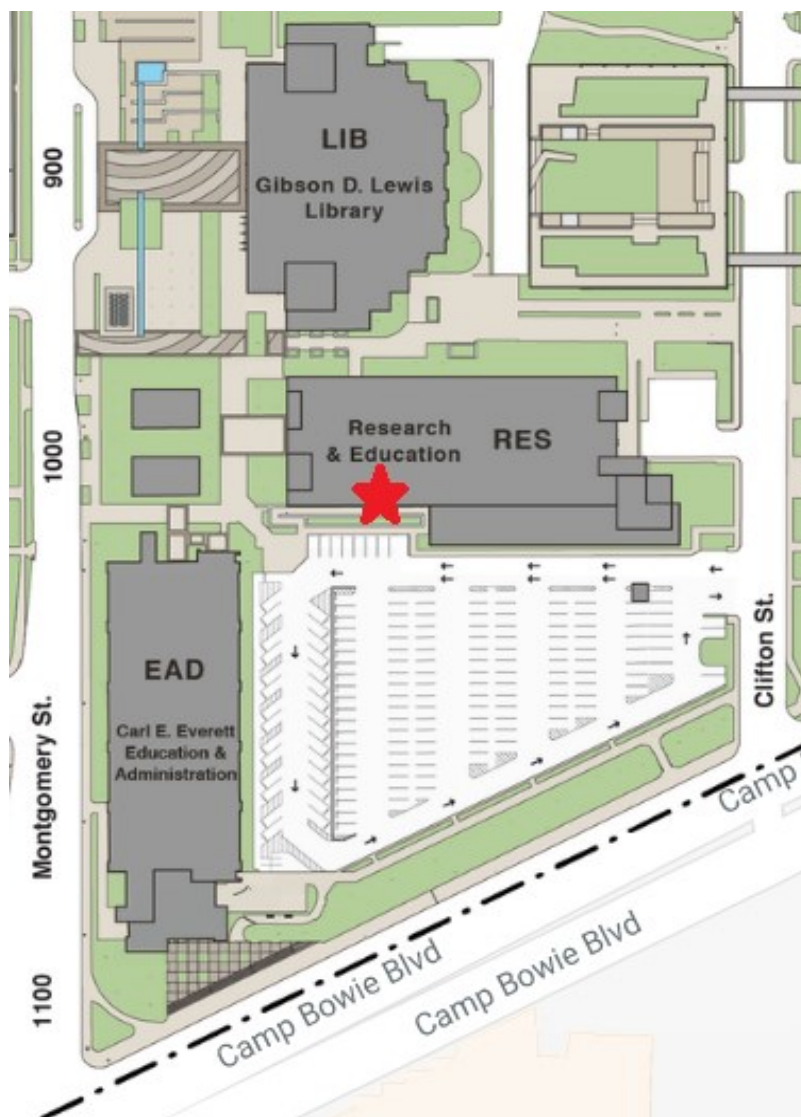 900
LIB
Gibson D. Lewis
Library
1000
Research
& Education
RES
EAD
Carl E. Everett
Education &
Administration
Montgomery St.
Clifton St.
1100
Camp Bowie Blvd
Camp Bowie Blvd
Camp